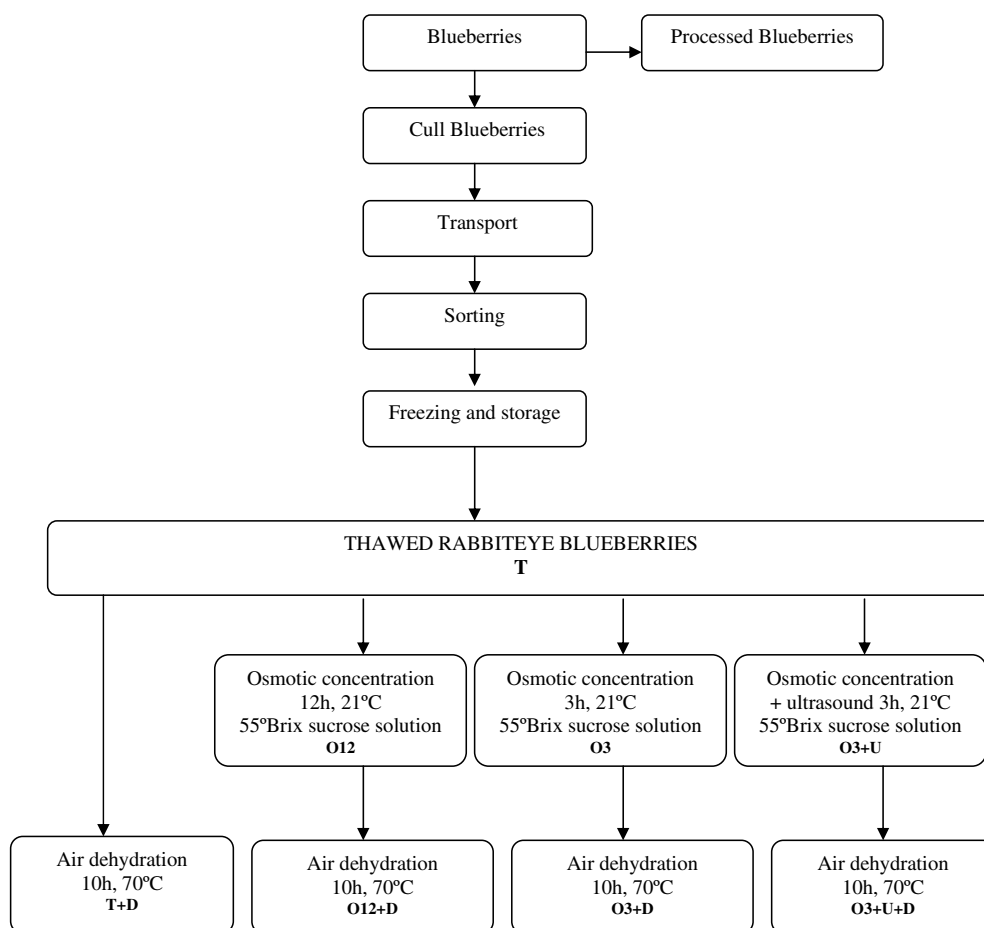 Blueberries
Processed Blueberries
Cull Blueberries
Transport
Sorting
Freezing and storage
THAWED RABBITEYE BLUEBERRIES
T
Osmotic concentration
12h, 21ºC
55ºBrix sucrose solution
O12
Osmotic concentration
3h, 21ºC
55ºBrix sucrose solution
O3
Osmotic concentration
+ ultrasound 3h, 21ºC
55ºBrix sucrose solution
O3+U
Air dehydration
10h, 70ºC
T+D
Air dehydration
10h, 70ºC
O12+D
Air dehydration
10h, 70ºC
O3+D
Air dehydration
10h, 70ºC
O3+U+D